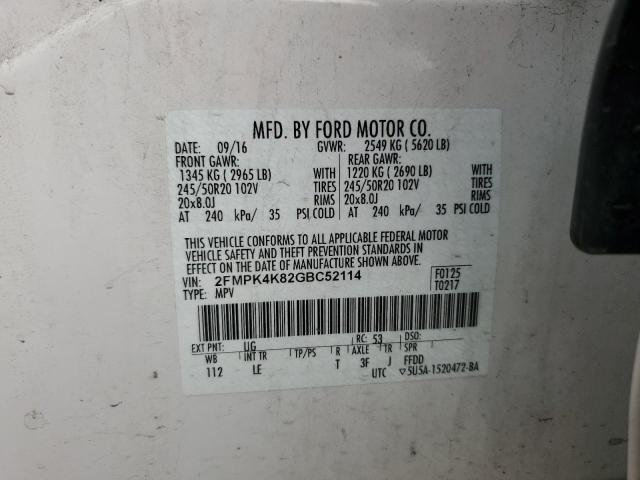 MFD. BY FORD MOTOR CO.
DATE: 09/16 GVWR: 2549 KG ( 5620 LB)
FRONT GAWR: REAR GAWR:
1345 KG ( 2965 LB) WITH 1220 KG ( 2690 LB) WITH
245/50R20 102V TIRES 245/50R20 102V TIRES
20x8.0J RIMS 20x8.0J RIMS
AT 240 kPa/ 35 PSI COLD AT 240 kPa/ 35 PSI COLD
THIS VEHICLE CONFORMS TO ALL APPLICABLE FEDERAL MOTOR
VEHICLE SAFETY AND THEFT PREVENTION STANDARDS IN
EFFECT ON THE DATE OF MANUFACTURE SHOWN ABOVE.
VIN: 2FMPK4K82GBC52114 F0125
TYPE: MPV T0217
EXT PNT: UG RC: 53 DSO:
WB INT TR TP/PS R AXLE TR SPR
112 LE T 3F J FFDD
UTC 5U5A-1520472-BA